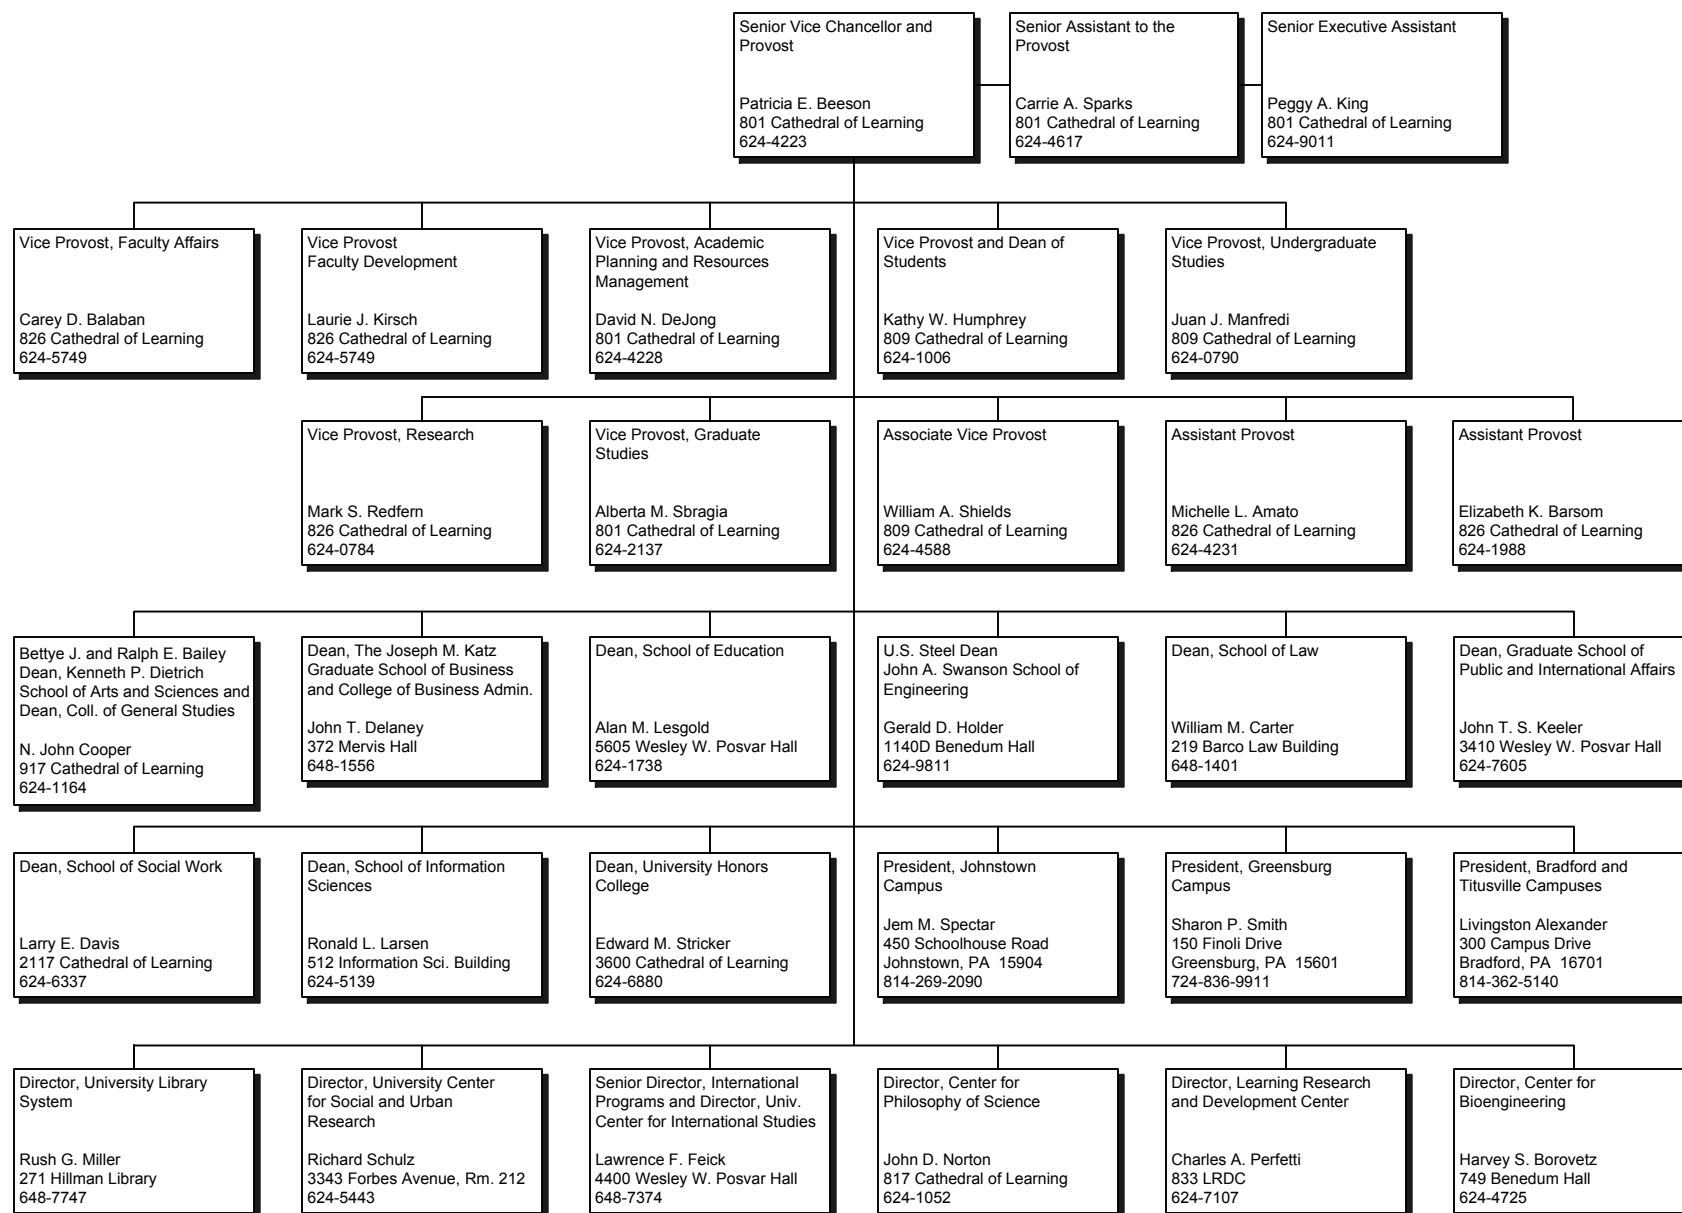 Senior Vice Chancellor and
Provost
Patricia E. Beeson
801 Cathedral of Learning
624-4223
Senior Assistant to the
Provost
Carrie A. Sparks
801 Cathedral of Learning
624-4617
Senior Executive Assistant
Peggy A. King
801 Cathedral of Learning
624-9011
Vice Provost, Faculty Affairs
Carey D. Balaban
826 Cathedral of Learning
624-5749
Vice Provost
Faculty Development
Laurie J. Kirsch
826 Cathedral of Learning
624-5749
Vice Provost, Academic
Planning and Resources
Management
David N. DeJong
801 Cathedral of Learning
624-4228
Vice Provost and Dean of
Students
Kathy W. Humphrey
809 Cathedral of Learning
624-1006
Vice Provost, Undergraduate
Studies
Juan J. Manfredi
809 Cathedral of Learning
624-0790
Vice Provost, Research
Mark S. Redfern
826 Cathedral of Learning
624-0784
Vice Provost, Graduate
Studies
Alberta M. Sbragia
801 Cathedral of Learning
624-2137
Associate Vice Provost
William A. Shields
809 Cathedral of Learning
624-4588
Assistant Provost
Michelle L. Amato
826 Cathedral of Learning
624-4231
Assistant Provost
Elizabeth K. Barsom
826 Cathedral of Learning
624-1988
Bettye J. and Ralph E. Bailey
Dean, Kenneth P. Dietrich
School of Arts and Sciences and
Dean, Coll. of General Studies
N. John Cooper
917 Cathedral of Learning
624-1164
Dean, The Joseph M. Katz
Graduate School of Business
and College of Business Admin.
John T. Delaney
372 Mervis Hall
648-1556
Dean, School of Education
Alan M. Lesgold
5605 Wesley W. Posvar Hall
624-1738
U.S. Steel Dean
John A. Swanson School of
Engineering
Gerald D. Holder
1140D Benedum Hall
624-9811
Dean, School of Law
William M. Carter
219 Barco Law Building
648-1401
Dean, Graduate School of
Public and International Affairs
John T. S. Keeler
3410 Wesley W. Posvar Hall
624-7605
Dean, School of Social Work
Larry E. Davis
2117 Cathedral of Learning
624-6337
Dean, School of Information
Sciences
Ronald L. Larsen
512 Information Sci. Building
624-5139
Dean, University Honors
College
Edward M. Stricker
3600 Cathedral of Learning
624-6880
President, Johnstown
Campus
Jem M. Spectar
450 Schoolhouse Road
Johnstown, PA 15904
814-269-2090
President, Greensburg
Campus
Sharon P. Smith
150 Finoli Drive
Greensburg, PA 15601
724-836-9911
President, Bradford and
Titusville Campuses
Livingston Alexander
300 Campus Drive
Bradford, PA 16701
814-362-5140
Director, University Library
System
Rush G. Miller
271 Hillman Library
648-7747
Director, University Center
for Social and Urban
Research
Richard Schulz
3343 Forbes Avenue, Rm. 212
624-5443
Senior Director, International
Programs and Director, Univ.
Center for International Studies
Lawrence F. Feick
4400 Wesley W. Posvar Hall
648-7374
Director, Center for
Philosophy of Science
John D. Norton
817 Cathedral of Learning
624-1052
Director, Learning Research
and Development Center
Charles A. Perfetti
833 LRDC
624-7107
Director, Center for
Bioengineering
Harvey S. Borovetz
749 Benedum Hall
624-4725